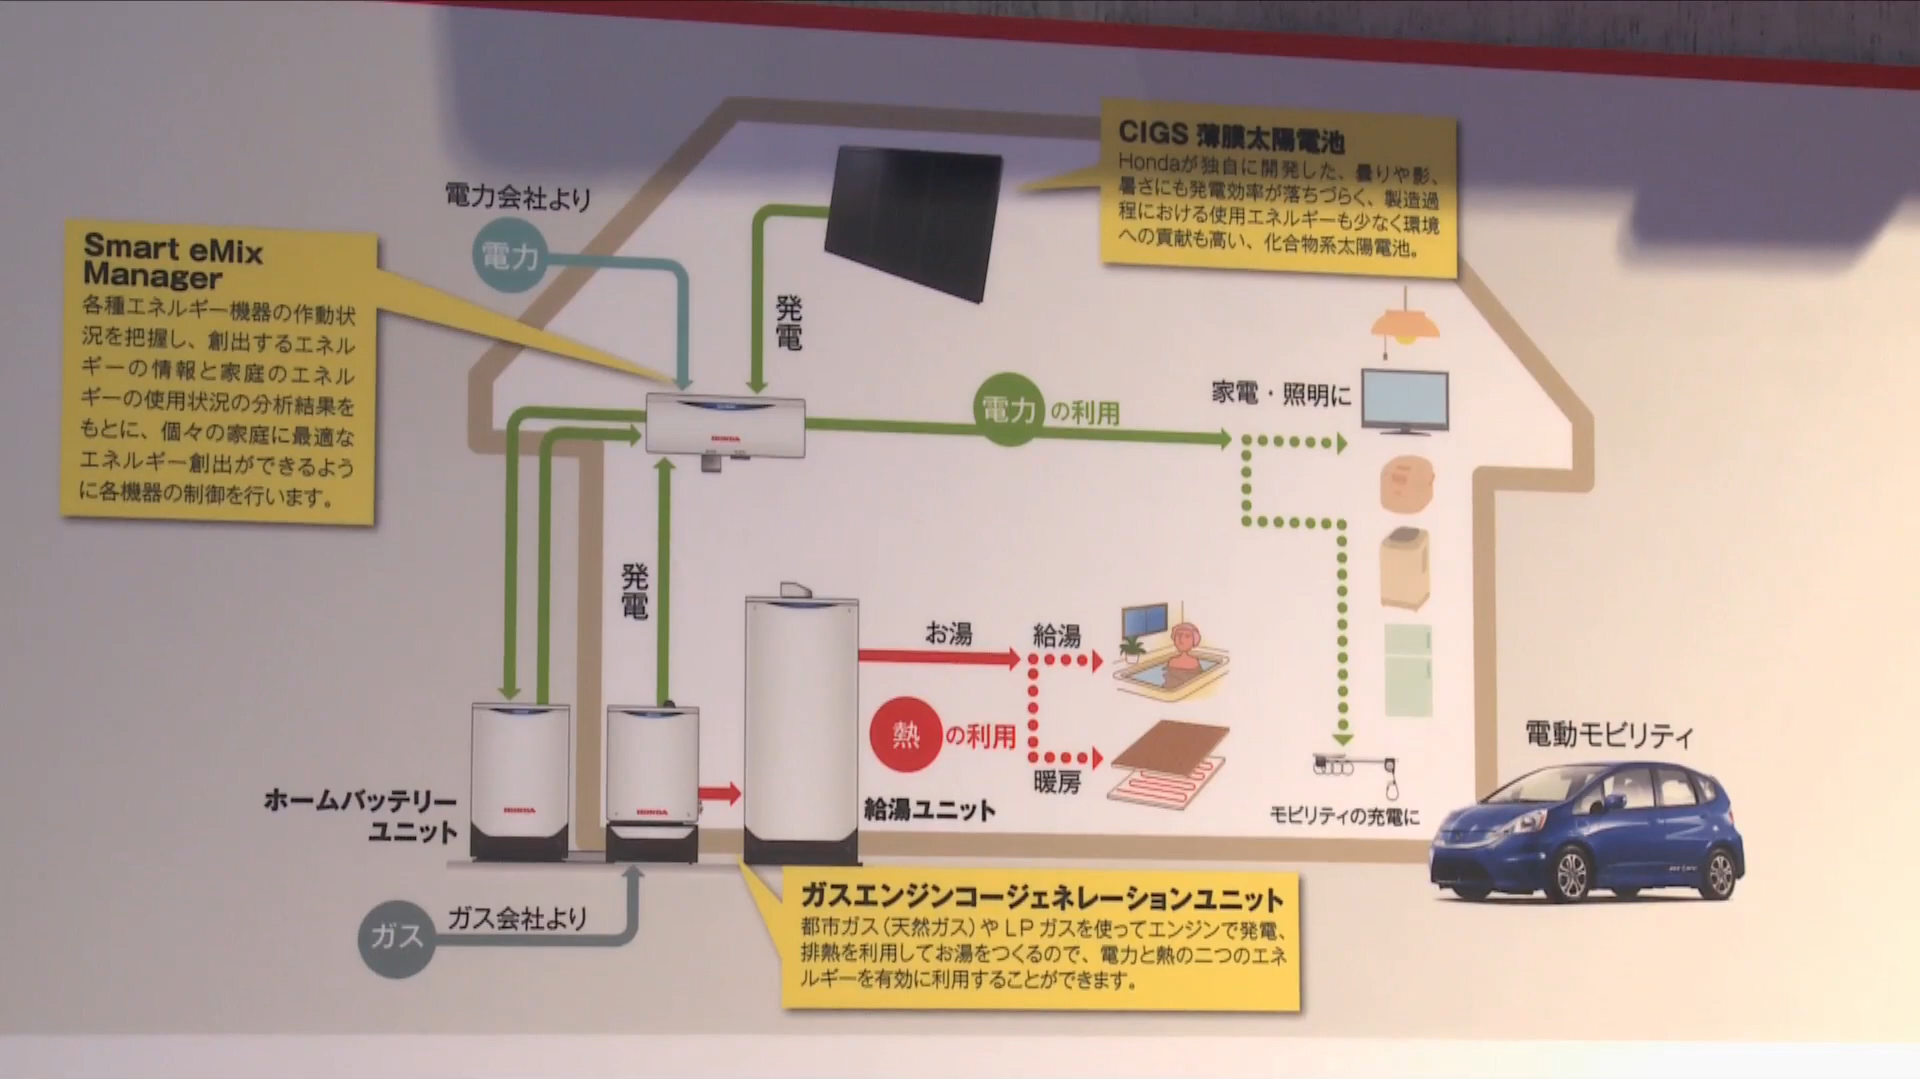 CIGS 薄膜太陽電池
Hondaが独自に開発した、曇りや影、
暑さにも発電効率が落ちづらく、製造過
程における使用エネルギーも少なく環境
への貢献も高い、化合物系太陽電池。
電力会社より
電力
Smart eMix
Manager
各種エネルギー機器の作動状
況を把握し、創出するエネル
ギーの情報と家庭のエネル
ギーの使用状況の分析結果を
もとに、個々の家庭に最適な
エネルギー創出ができるよう
に各機器の制御を行います。
発電
HONDA
電力の利用
家電・照明に
発電
お湯
給湯
熱の利用
暖房
給湯ユニット
モビリティの充電に
電動モビリティ
ホームバッテリー
ユニット
HONDA
HONDA
ガス
ガス会社より
ガスエンジンコージェネレーションユニット
都市ガス（天然ガス）やLPガスを使ってエンジンで発電、
排熱を利用してお湯をつくるので、電力と熱の二つのエネ
ルギーを有効に利用することができます。